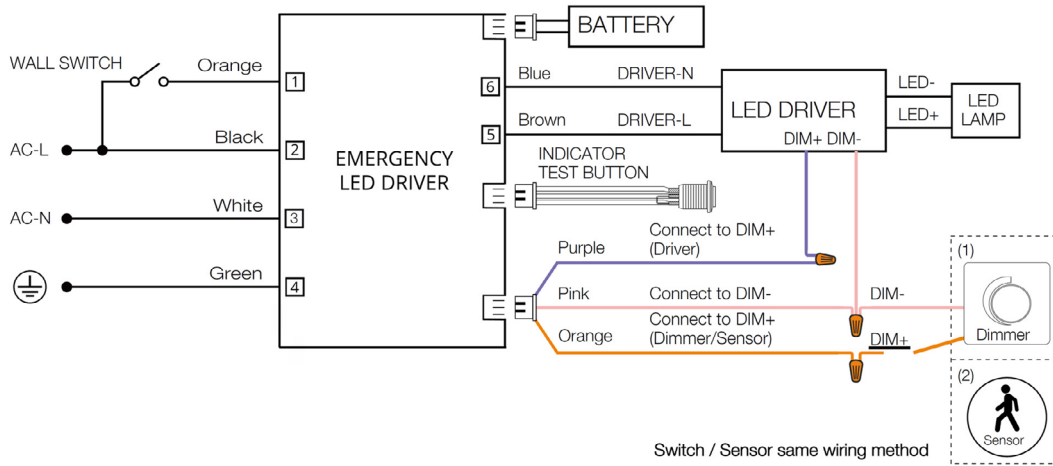 BATTERY
WALL SWITCH
Orange
1
6
Blue
DRIVER-N
LED DRIVER
LED-
LED+
LED
LAMP
AC-L
Black
2
5
Brown
DRIVER-L
DIM+ DIM-
EMERGENCY
LED DRIVER
INDICATOR
TEST BUTTON
AC-N
White
3
Green
4
Purple
Connect to DIM+
(Driver)
Pink
Connect to DIM-
DIM-
Orange
Connect to DIM+
(Dimmer/Sensor)
DIM+
(1)
Dimmer
(2)
Sensor
Switch / Sensor same wiring method